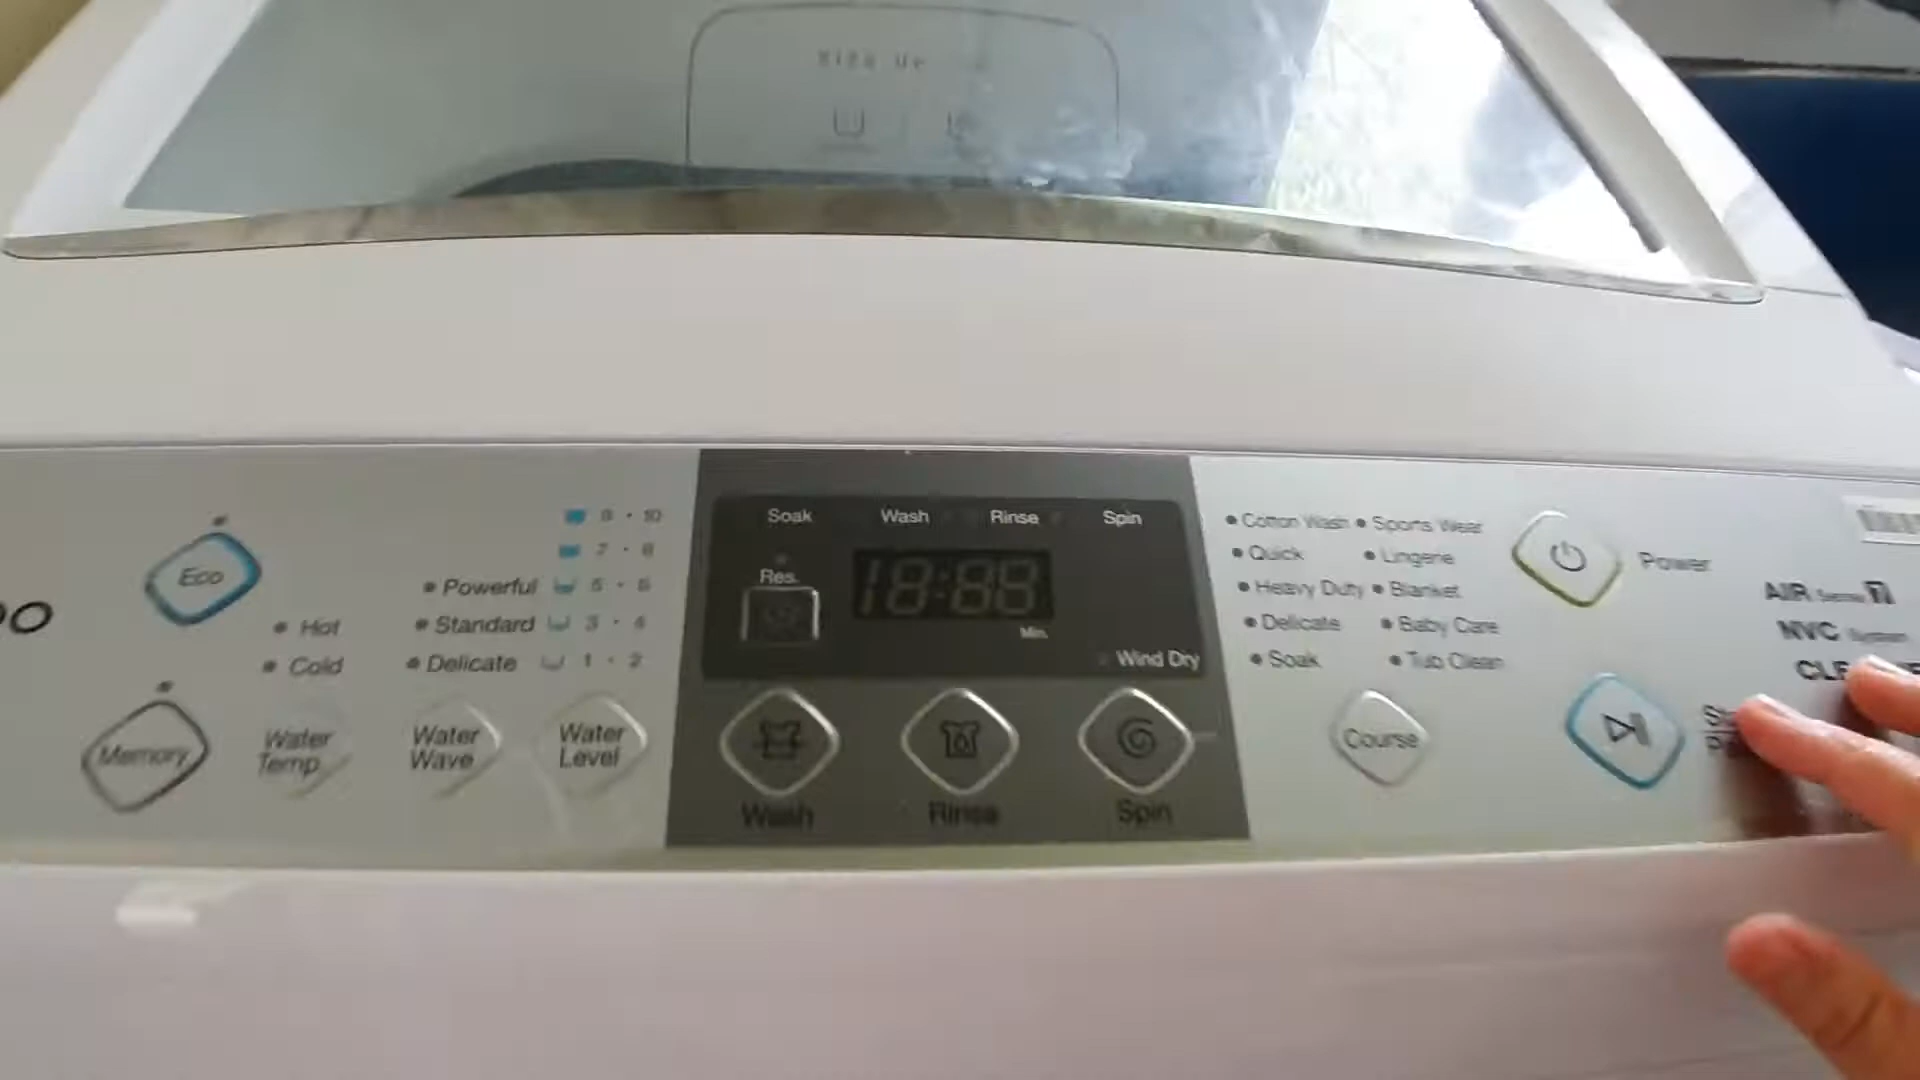 Eco
Hot
Cold
Memory
Water
Temp
Powerful
Standard
Delicate
Water
Wave
9 · 10
7 · 8
5 · 6
3 · 4
1 · 2
Water
Level
Soak Wash Rinse Spin
Res.
18:88
Min.
Wind Dry
Wash Rinse Spin
Cotton Wash Sports Wear
Quick Lingerie
Heavy Duty Blanket
Delicate Baby Care
Soak Tub Clean
Course
Power
AIR
NVC System